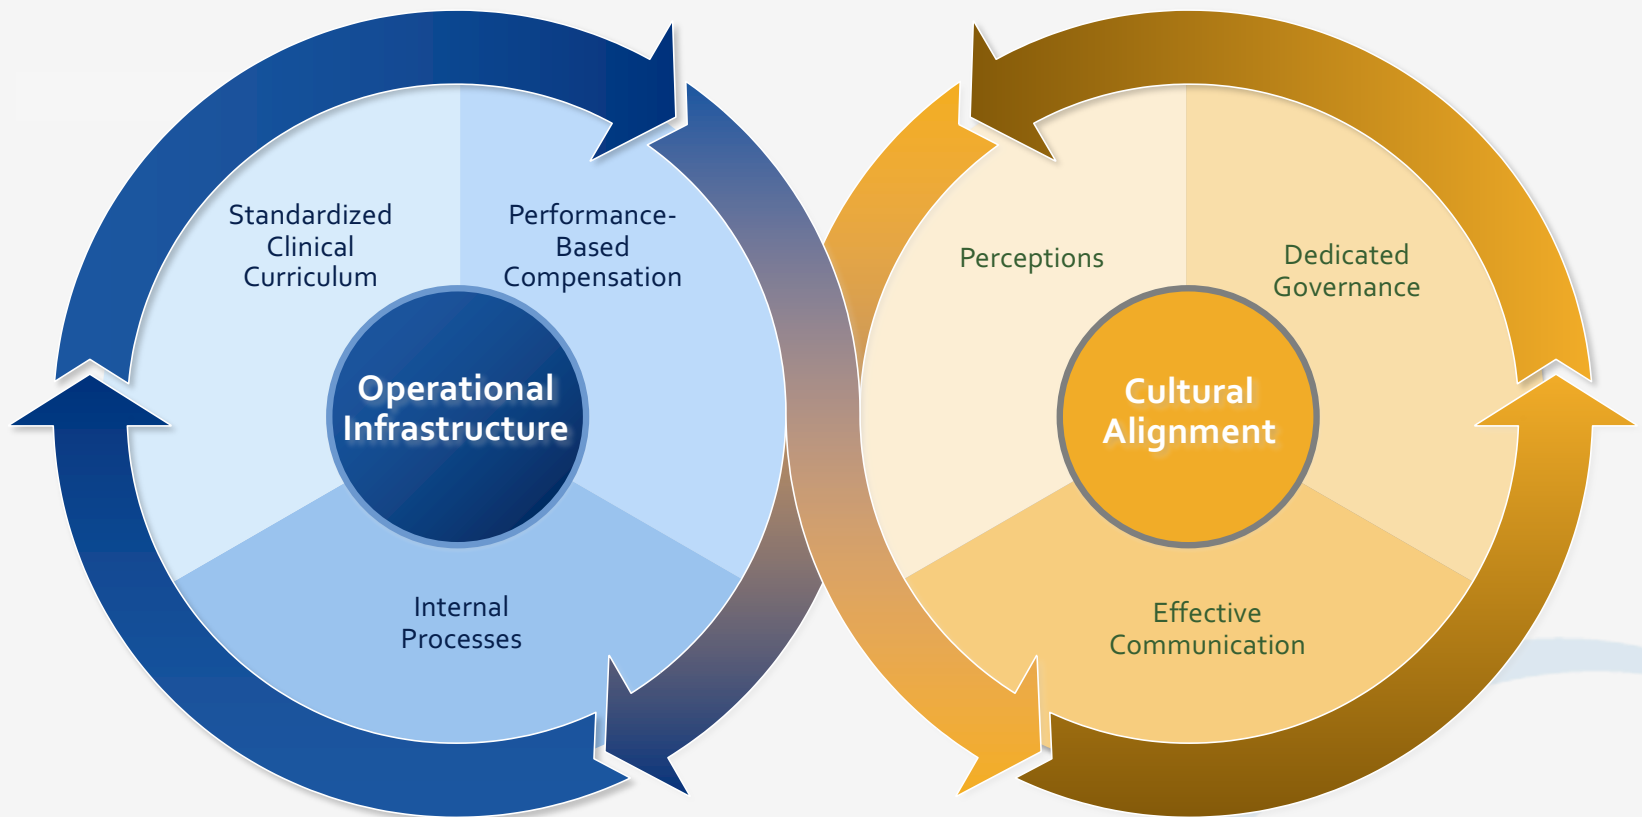 Standardized
Clinical
Curriculum
Performance-
Based
Compensation
Operational
Infrastructure
Internal
Processes
Perceptions
Dedicated
Governance
Cultural
Alignment
Effective
Communication